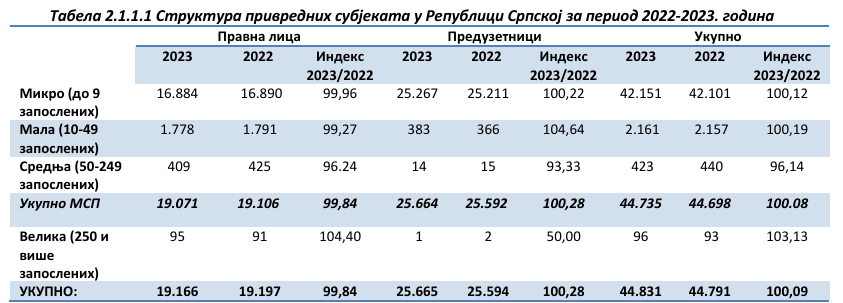 Табела 2.1.1.1 Структура привредних субјеката у Републици Српској за период 2022-2023. година
Правна лица Предузетници Укупно
2023 2022 Индекс 2023 2022 Индекс 2023 2022 Индекс
2023/2022 2023/2022 2023/2022
Микро (до 9 16.884 16.890 99,96 25.267 25.211 100,22 42.151 42.101 100,12
запослених)
Мала (10-49 1.778 1.791 99,27 383 366 104,64 2.161 2.157 100,19
запослених)
Средња (50-249 409 425 96.24 14 15 93,33 423 440 96,14
запослених)
Укупно МСП 19.071 19.106 99,84 25.664 25.592 100,28 44.735 44.698 100.08
Велика (250 и 95 91 104,40 1 2 50,00 96 93 103,13
више
запослених)
УКУПНО: 19.166 19.197 99,84 25.665 25.594 100,28 44.831 44.791 100,09